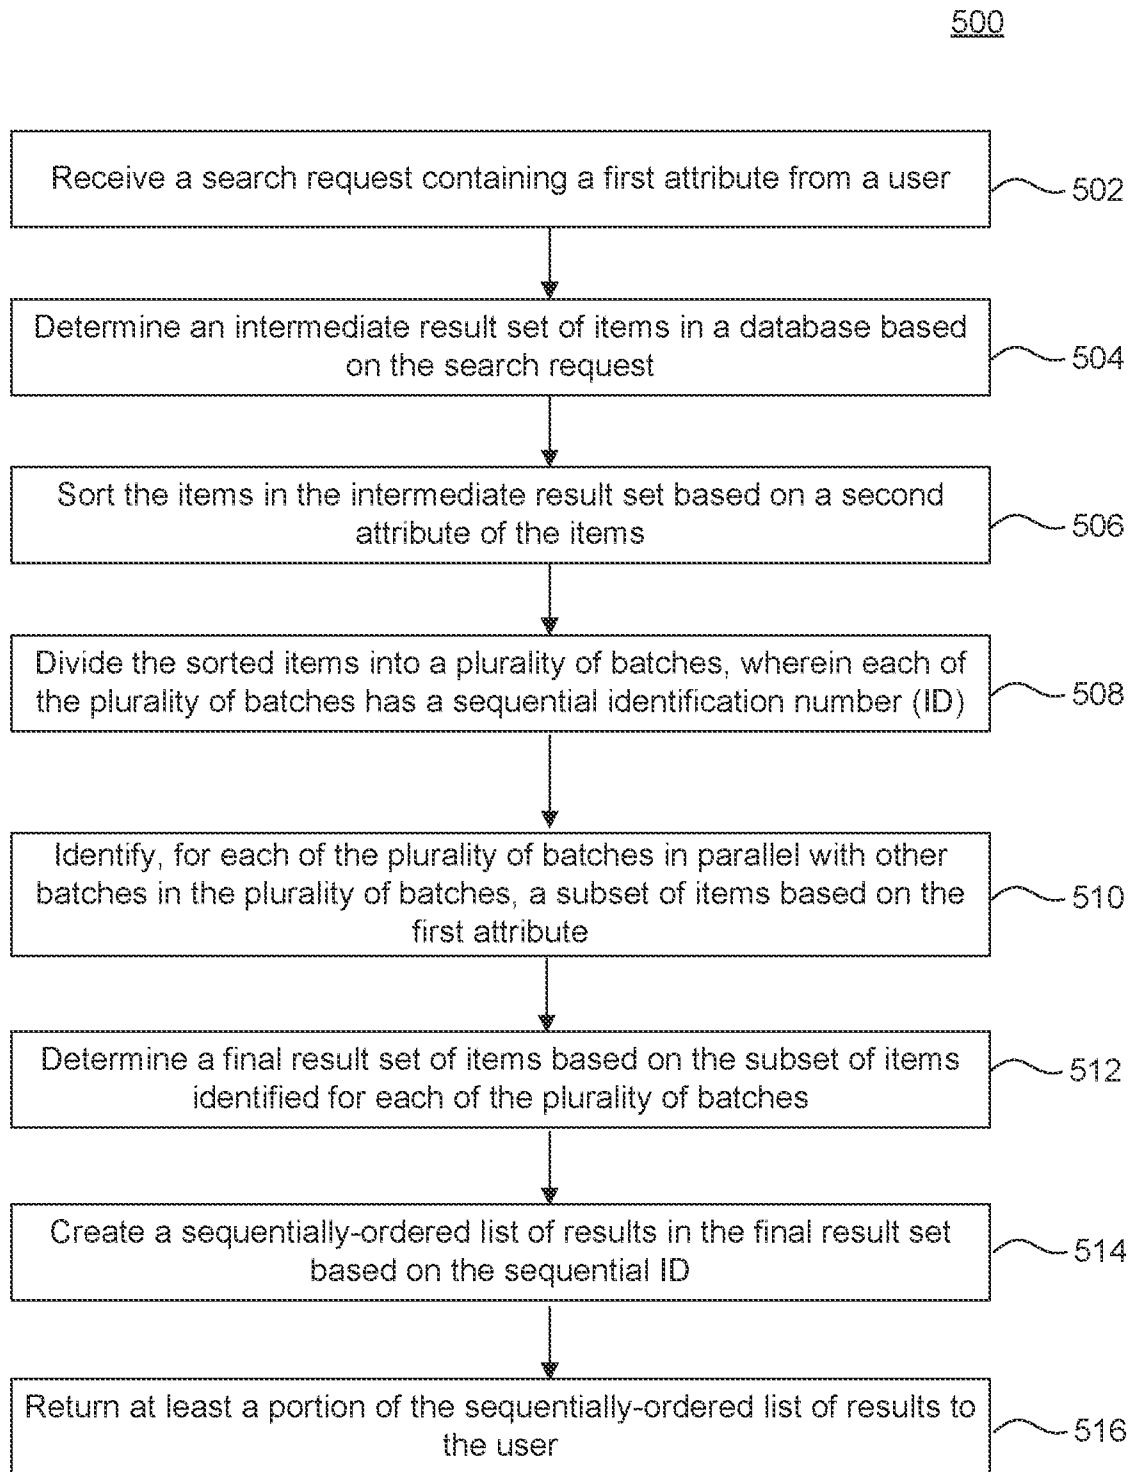 500
Receive a search request containing a first attribute from a user
502
Determine an intermediate result set of items in a database based
on the search request
504
Sort the items in the intermediate result set based on a second
attribute of the items
506
Divide the sorted items into a plurality of batches, wherein each of
the plurality of batches has a sequential identification number (ID)
508
Identify, for each of the plurality of batches in parallel with other
batches in the plurality of batches, a subset of items based on the
first attribute
510
Determine a final result set of items based on the subset of items
identified for each of the plurality of batches
512
Create a sequentially-ordered list of results in the final result set
based on the sequential ID
514
Return at least a portion of the sequentially-ordered list of results to
the user
516